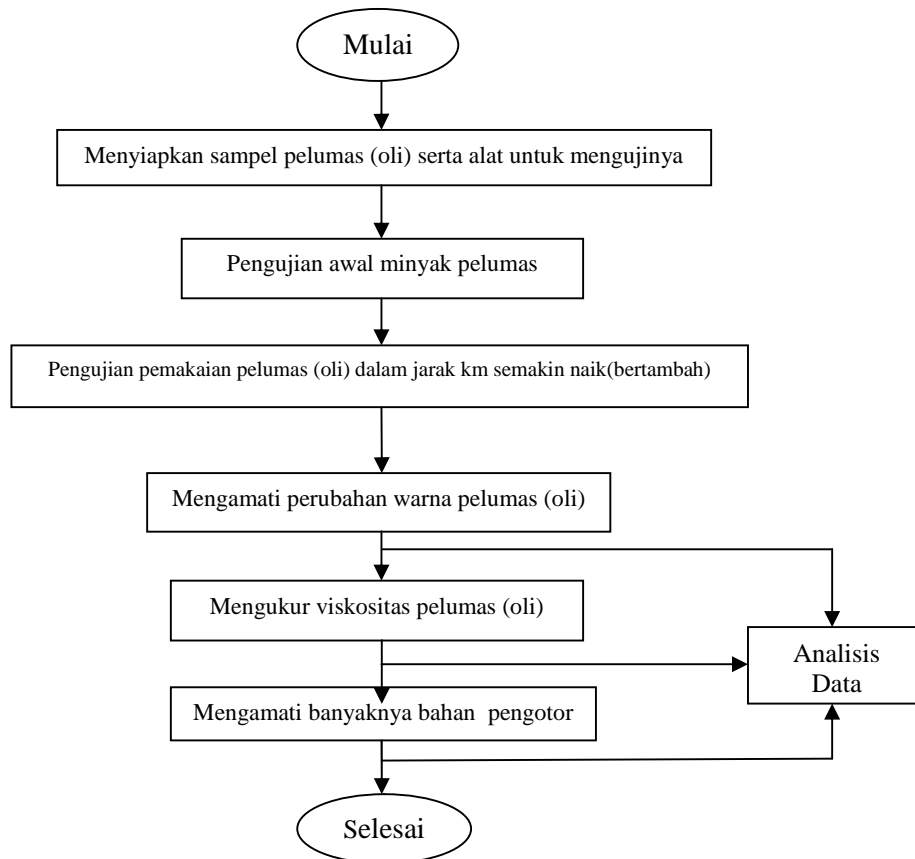 Mulai
Menyiapkan sampel pelumas (oli) serta alat untuk mengujinya
Pengujian awal minyak pelumas
Pengujian pemakaian pelumas (oli) dalam jarak km semakin naik(bertambah)
Mengamati perubahan warna pelumas (oli)
Mengukur viskositas pelumas (oli)
Analisis
Data
Mengamati banyaknya bahan  pengotor
Selesai